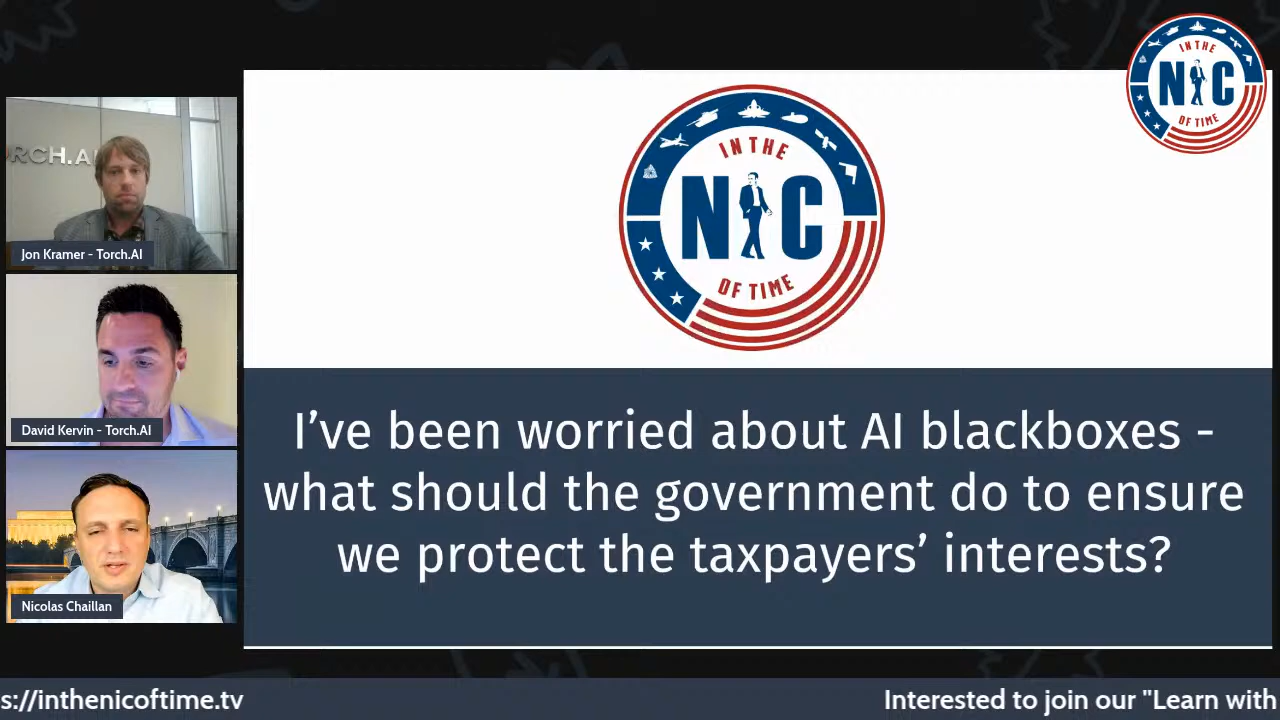 IN THE
NIC
OF TIME
IN THE
NIC
OF TIME
ORCH.A
Jon Kramer - Torch.AI
David Kervin - Torch.AI
Nicolas Chaillan
I’ve been worried about AI blackboxes -
what should the government do to ensure
we protect the taxpayers’ interests?
s://inthenicoftime.tv
Interested to join our "Learn with